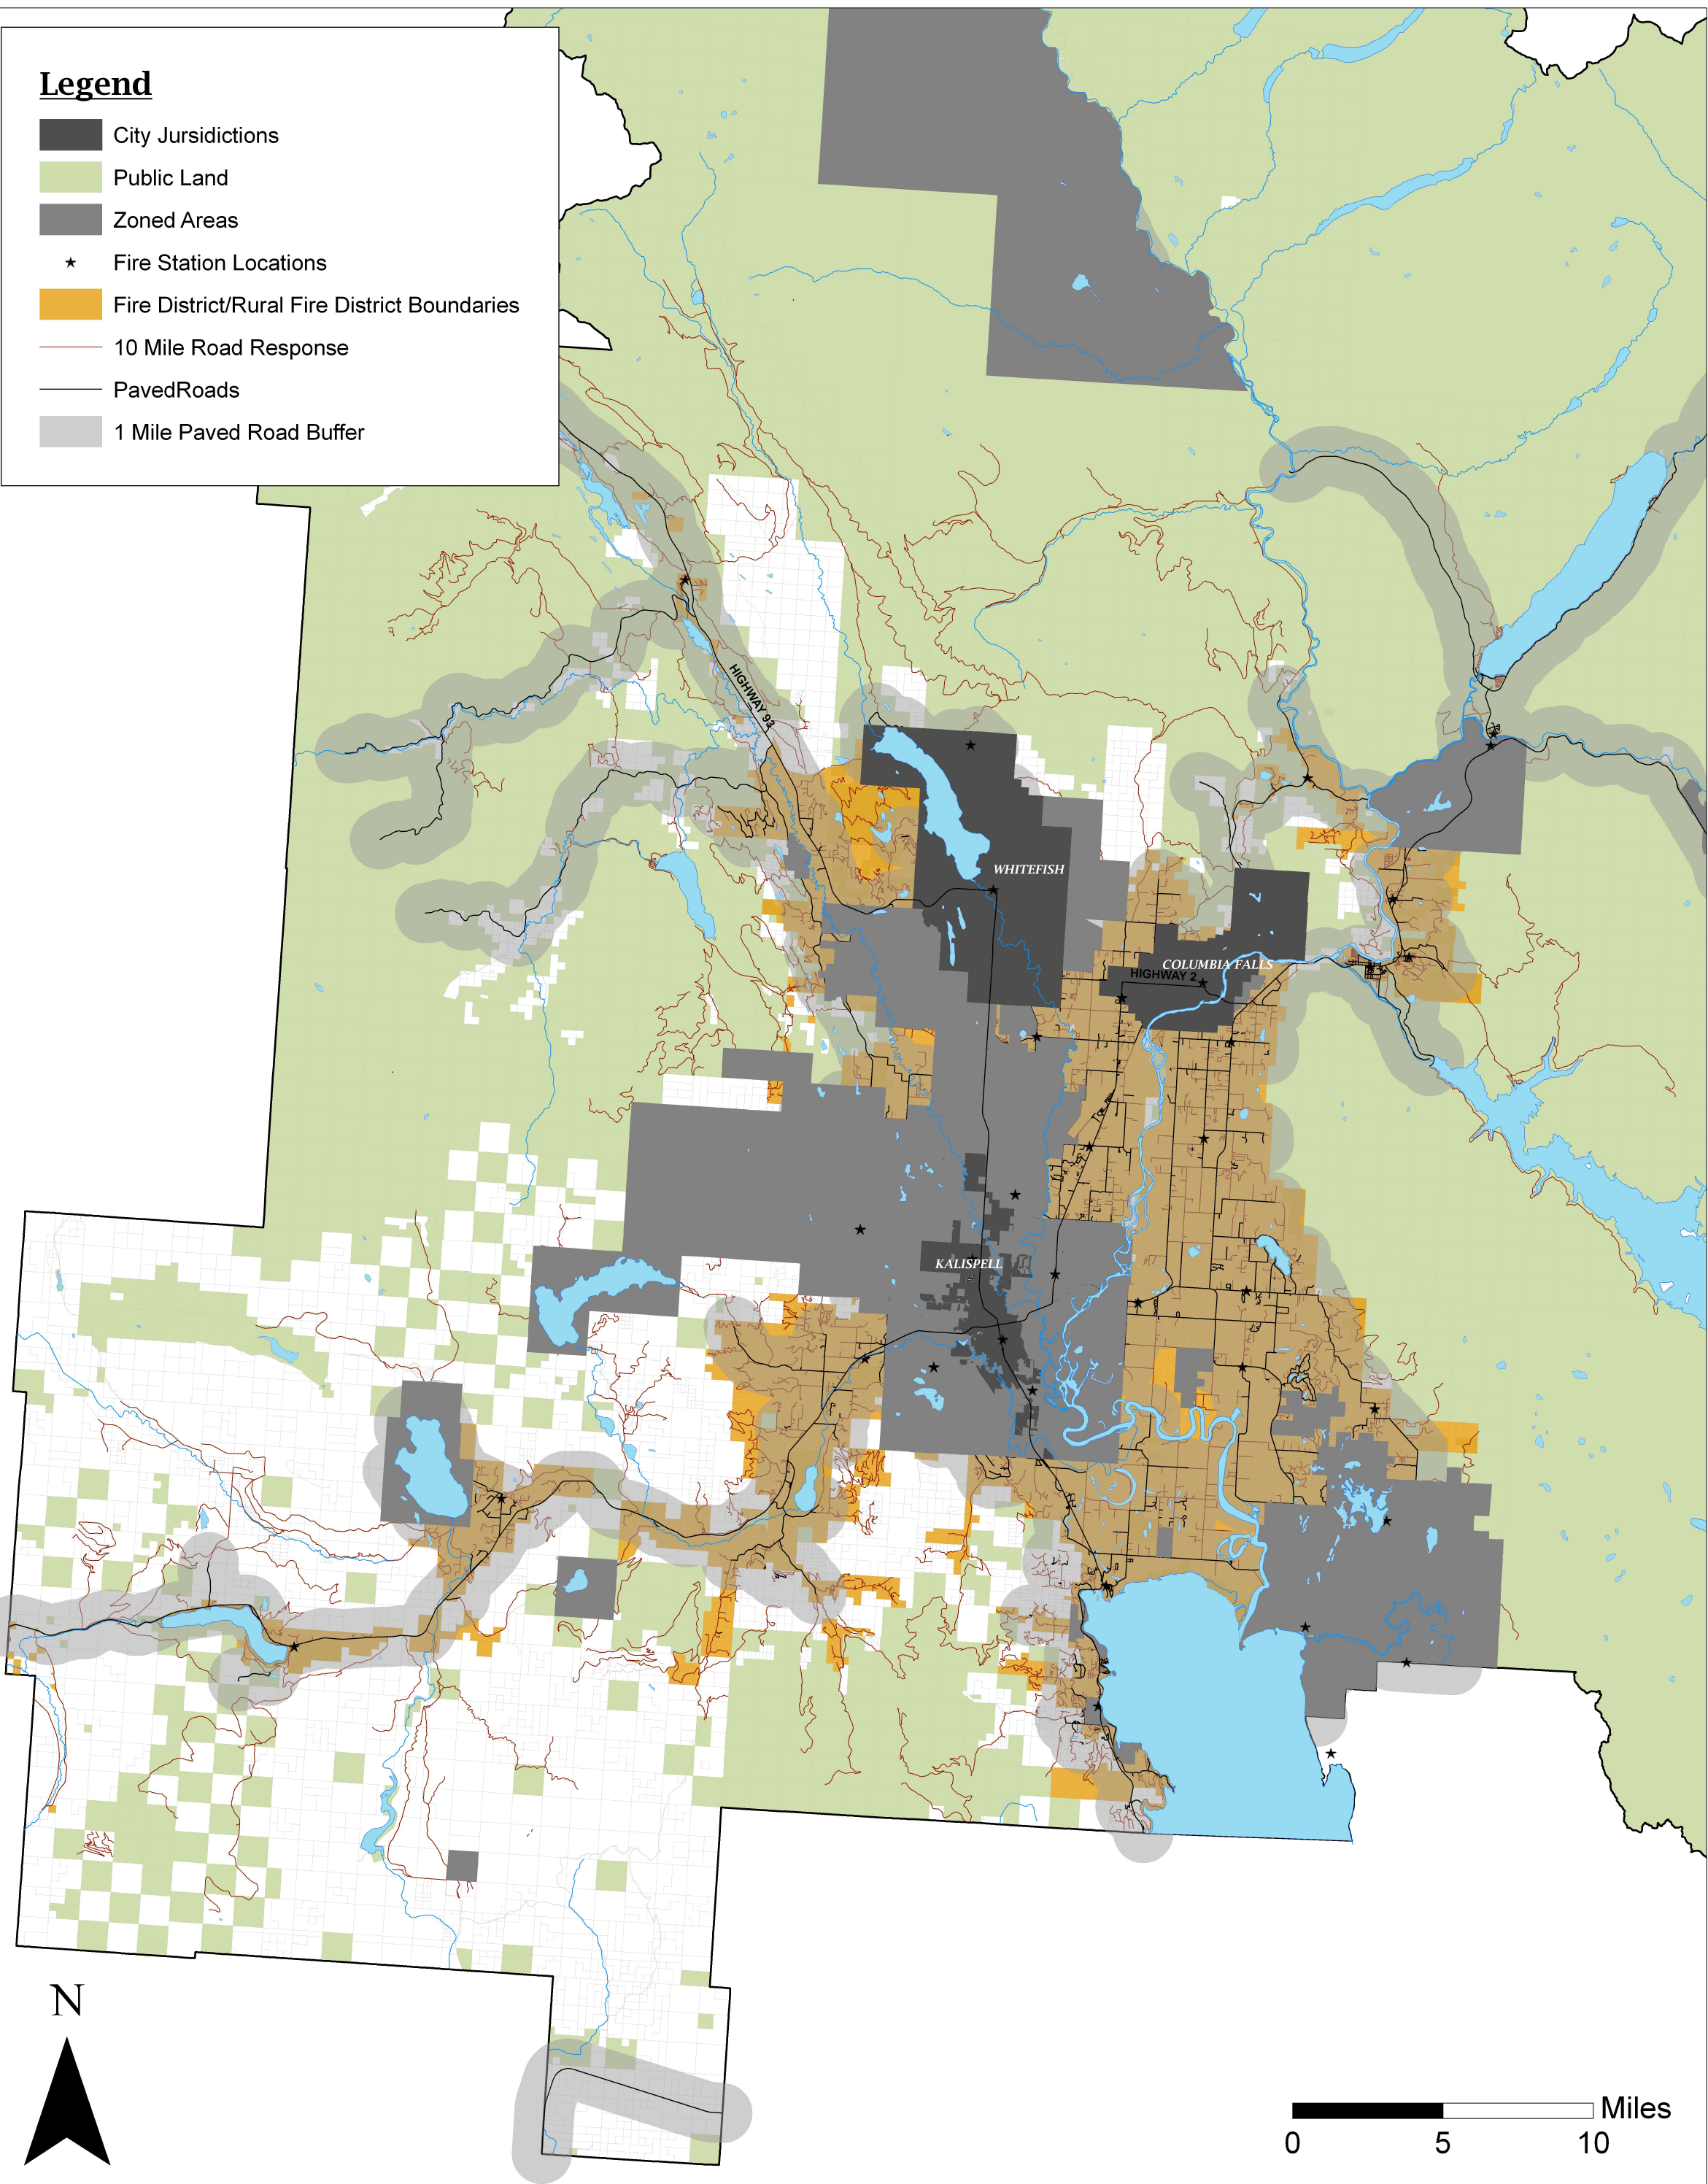 Legend
City Jursidictions
Public Land
Zoned Areas
Fire Station Locations
Fire District/Rural Fire District Boundaries
10 Mile Road Response
PavedRoads
1 Mile Paved Road Buffer
HIGHWAY 93
WHITEFISH
COLUMBIA FALLS
HIGHWAY 2
KALISPELL
N
Miles
0 5 10